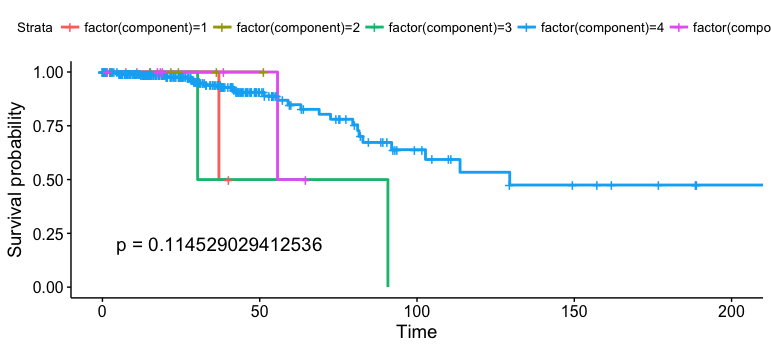 Strata factor(component)=1 factor(component)=2 factor(component)=3 factor(component)=4 factor(compo
Survival probability
1.00
0.75
0.50
0.25
0.00
p = 0.114529029412536
0 50 100 150 200
Time